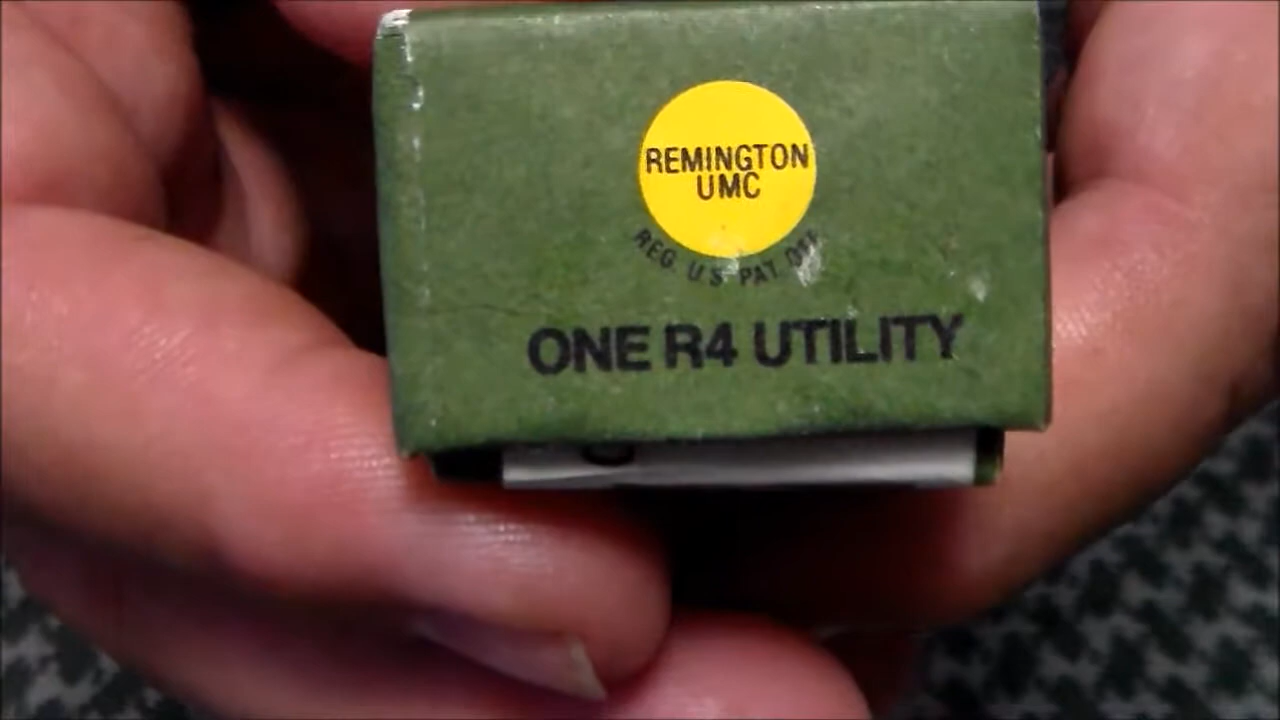 REMINGTON
UMC
REG. U.S. PAT. OFF.
ONE R4 UTILITY